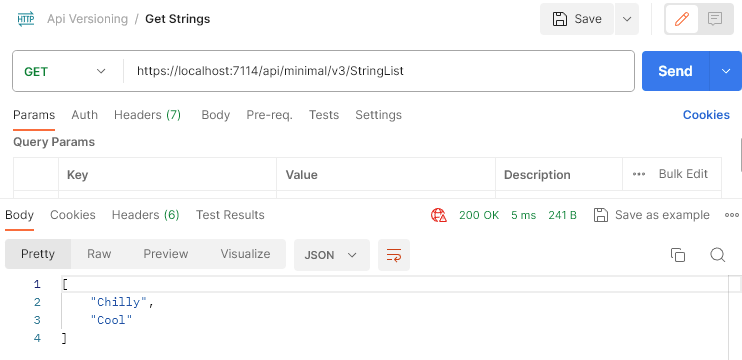 HTTP Api Versioning / Get Strings Save
GET https://localhost:7114/api/minimal/v3/StringList Send
Params Auth Headers (7) Body Pre-req. Tests Settings Cookies
Query Params
Key Value Description ••• Bulk Edit
Body Cookies Headers (6) Test Results 200 OK 5 ms 241 B Save as example •••
Pretty Raw Preview Visualize JSON
1 [
2 "Chilly",
3 "Cool"
4 ]